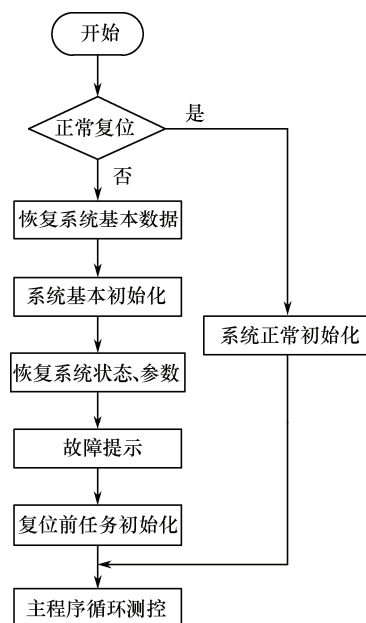 开始
正常复位
是
否
恢复系统基本数据
系统基本初始化
系统正常初始化
恢复系统状态、参数
故障提示
复位前任务初始化
主程序循环测控